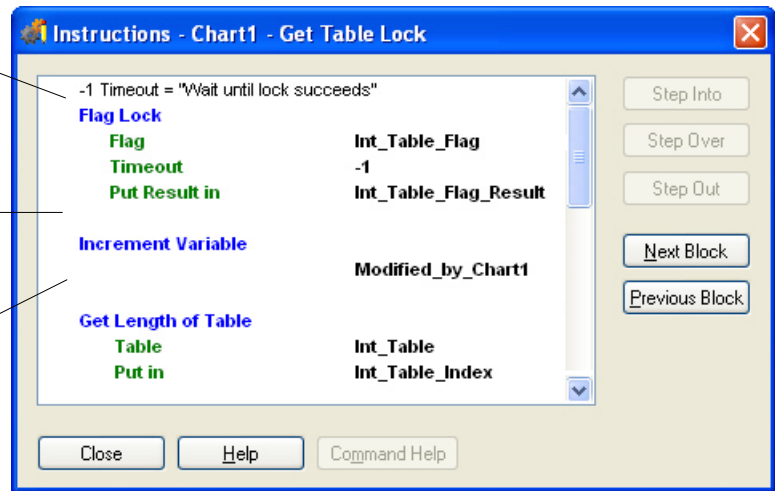 Instructions - Chart1 - Get Table Lock
-1 Timeout = "Wait until lock succeeds"
Flag Lock
Flag Int_Table_Flag
Timeout -1
Put Result in Int_Table_Flag_Result
Increment Variable
Modified_by_Chart1
Get Length of Table
Table Int_Table
Put in Int_Table_Index
Step Into
Step Over
Step Out
Next Block
Previous Block
Close Help Command Help